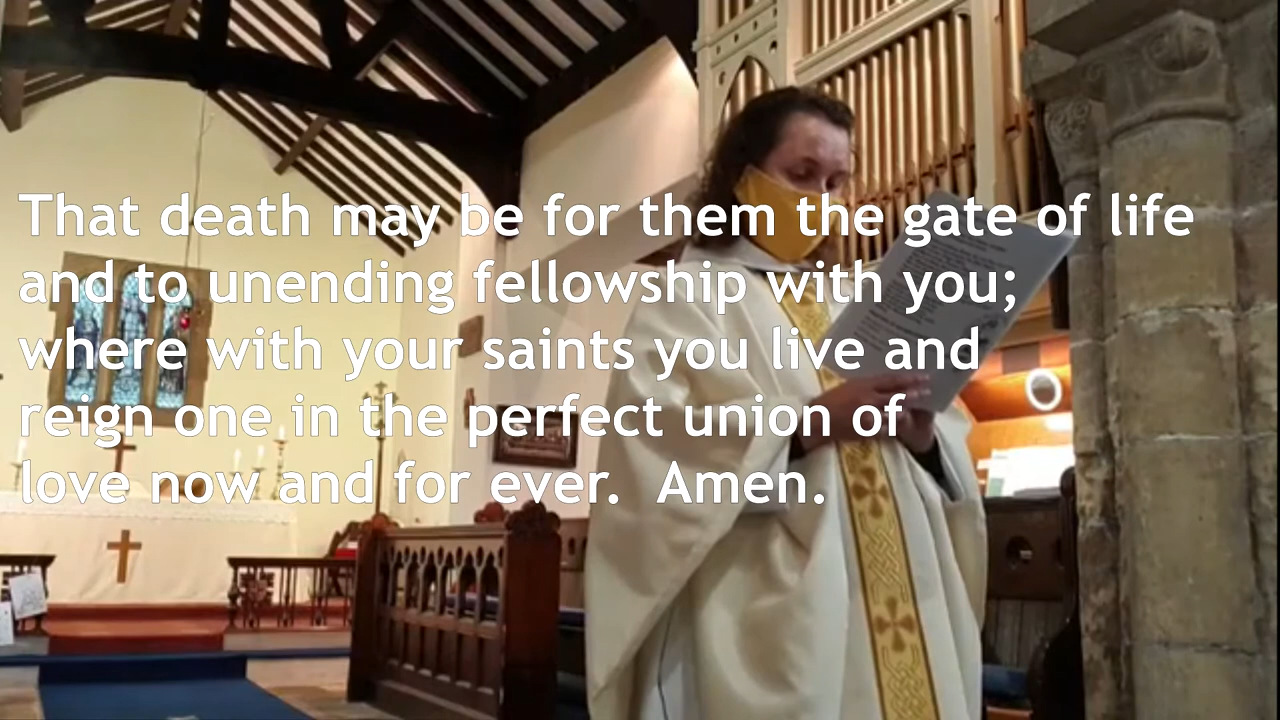 That death may be for them the gate of life
and to unending fellowship with you;
where with your saints you live and
reign one in the perfect union of
love now and for ever.  Amen.